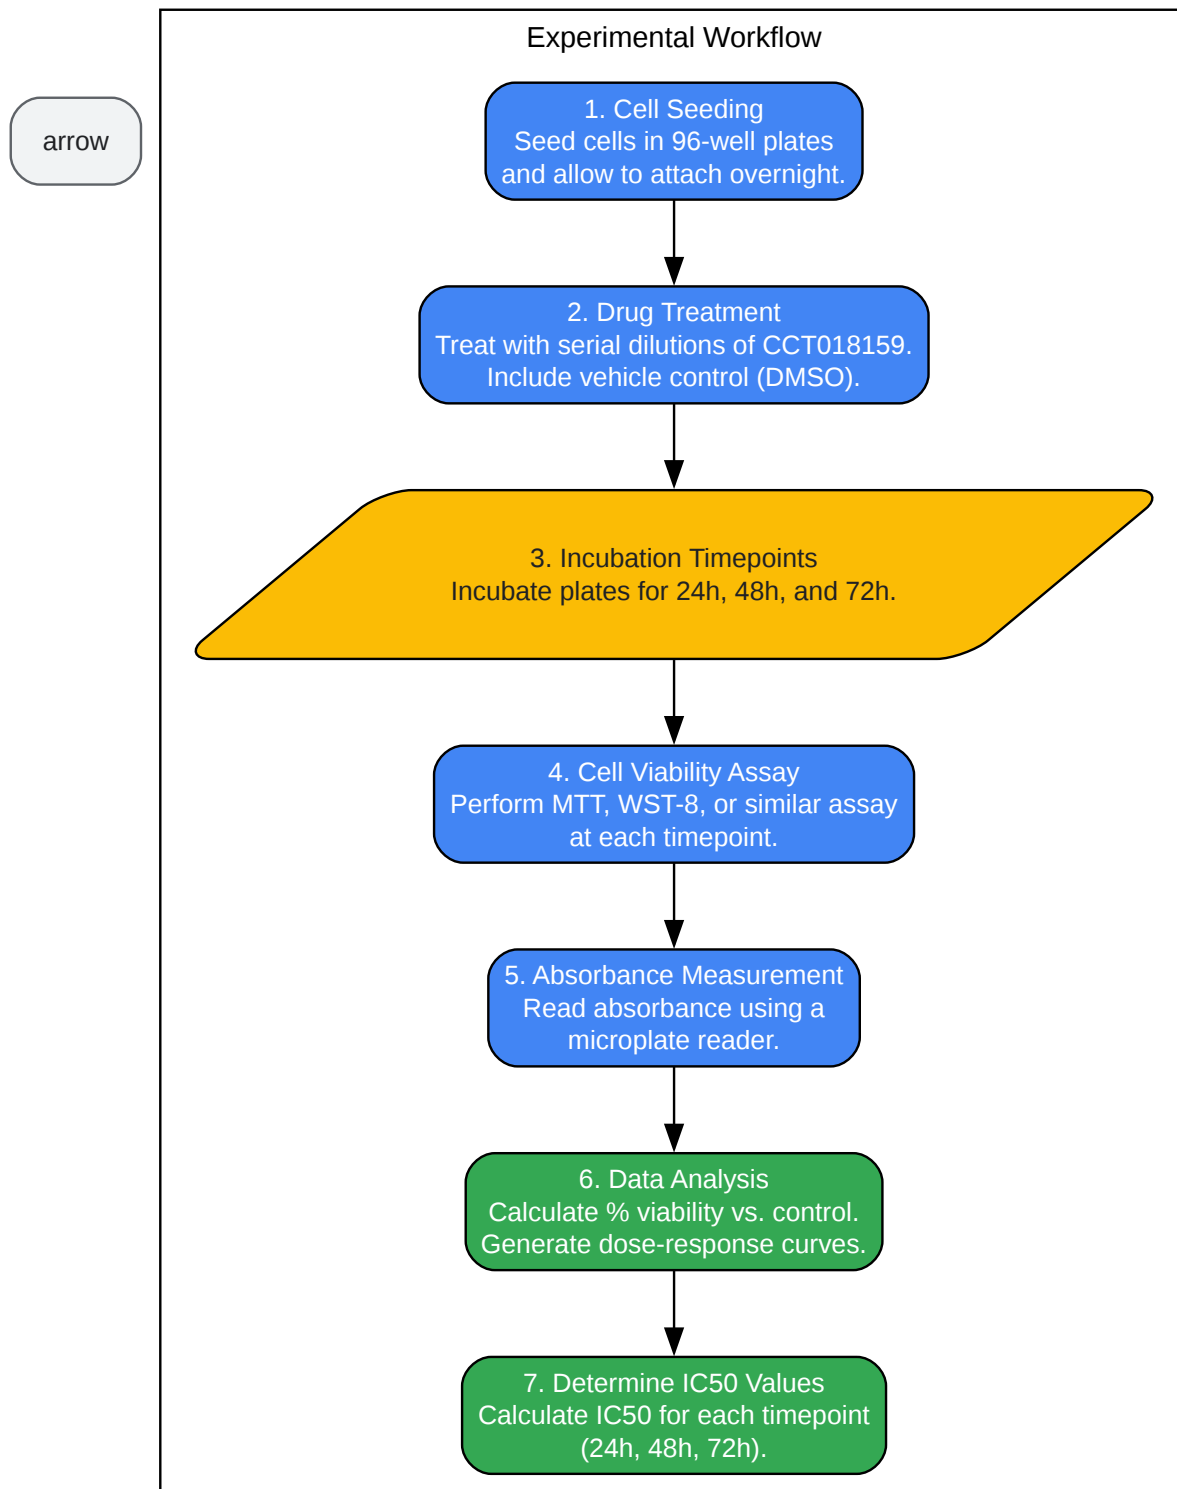 Experimental Workflow
arrow
1. Cell Seeding
Seed cells in 96-well plates
and allow to attach overnight.
2. Drug Treatment
Treat with serial dilutions of CCT018159.
Include vehicle control (DMSO).
3. Incubation Timepoints
Incubate plates for 24h, 48h, and 72h.
4. Cell Viability Assay
Perform MTT, WST-8, or similar assay
at each timepoint.
5. Absorbance Measurement
Read absorbance using a
microplate reader.
6. Data Analysis
Calculate % viability vs. control.
Generate dose-response curves.
7. Determine IC50 Values
Calculate IC50 for each timepoint
(24h, 48h, 72h).